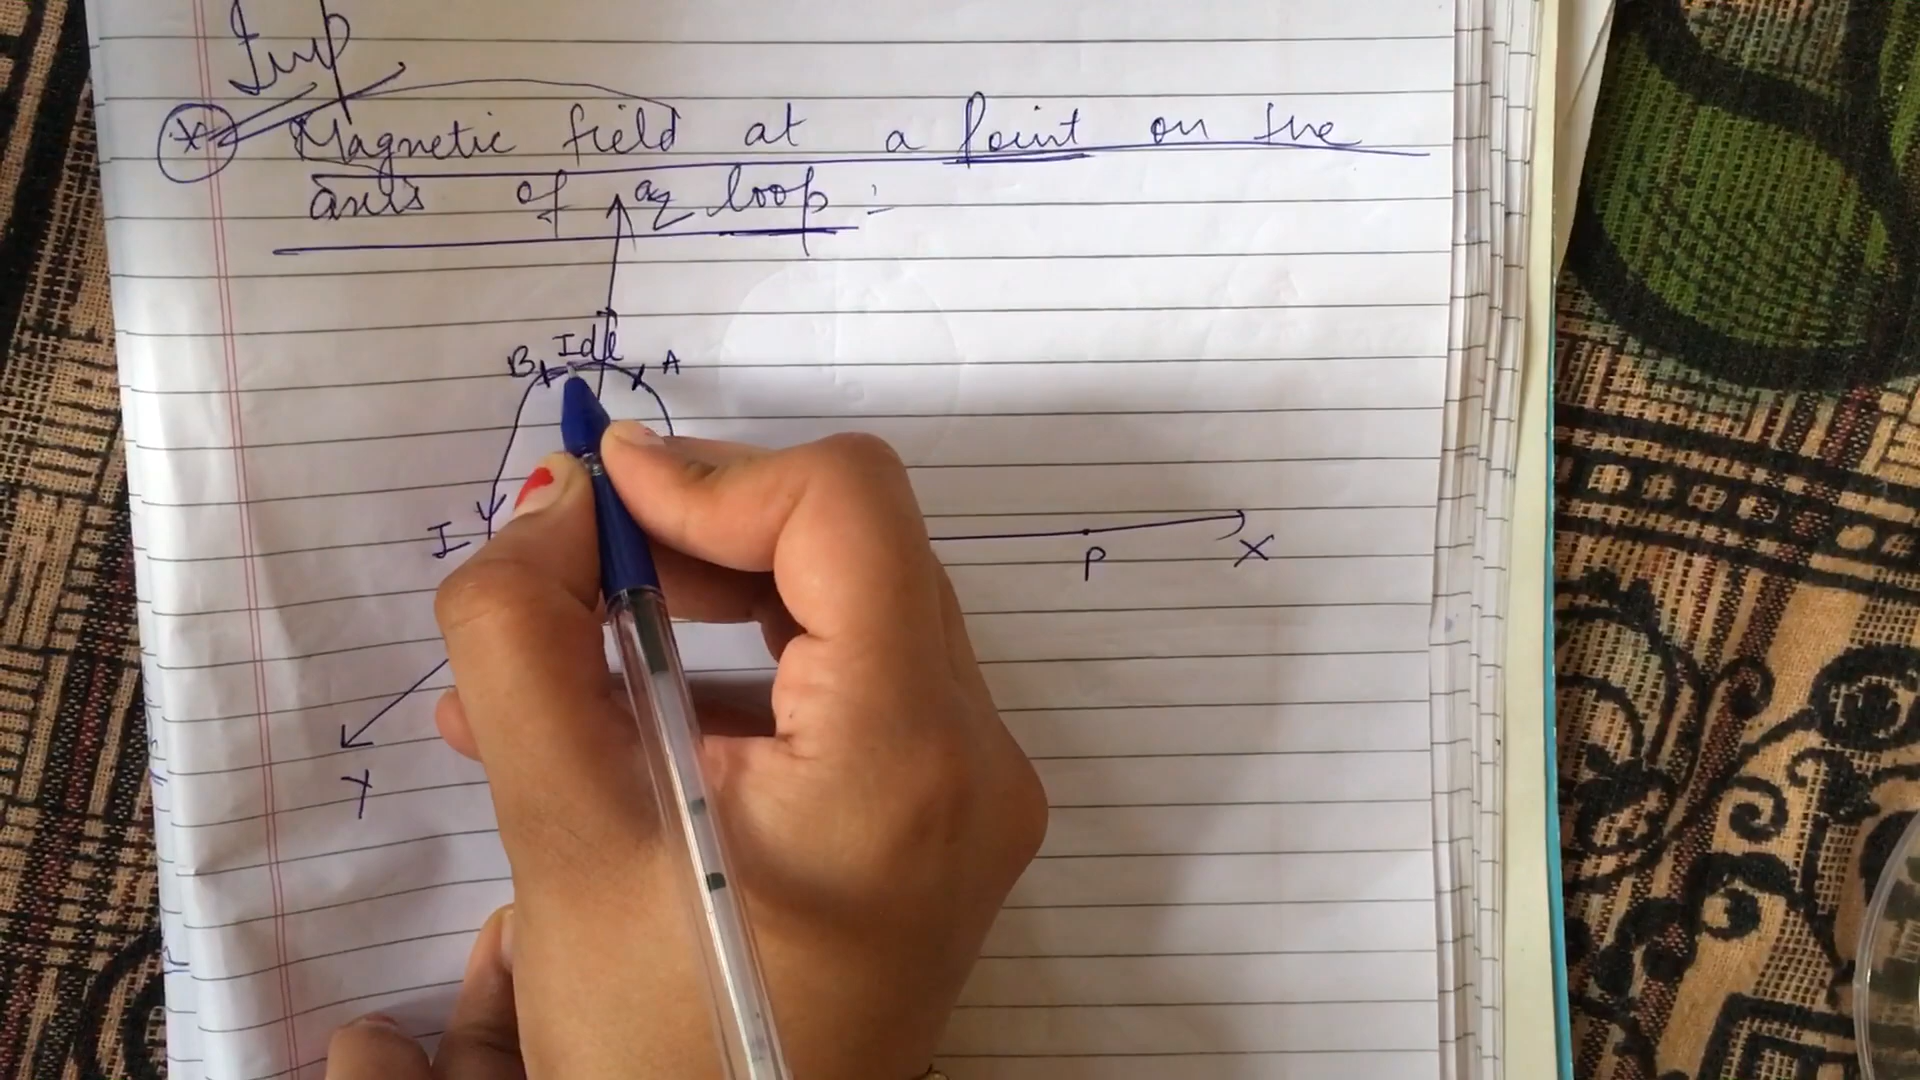 Imp
* Magnetic field at a point on the
axis of a loop :
B Idl A
I
P X
Y